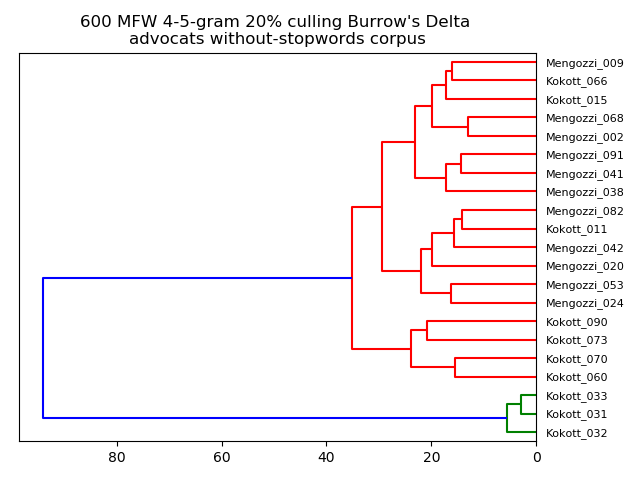 600 MFW 4-5-gram 20% culling Burrow's Delta
advocats without-stopwords corpus
Mengozzi_009
Kokott_066
Kokott_015
Mengozzi_068
Mengozzi_002
Mengozzi_091
Mengozzi_041
Mengozzi_038
Mengozzi_082
Kokott_011
Mengozzi_042
Mengozzi_020
Mengozzi_053
Mengozzi_024
Kokott_090
Kokott_073
Kokott_070
Kokott_060
Kokott_033
Kokott_031
Kokott_032
80 60 40 20 0